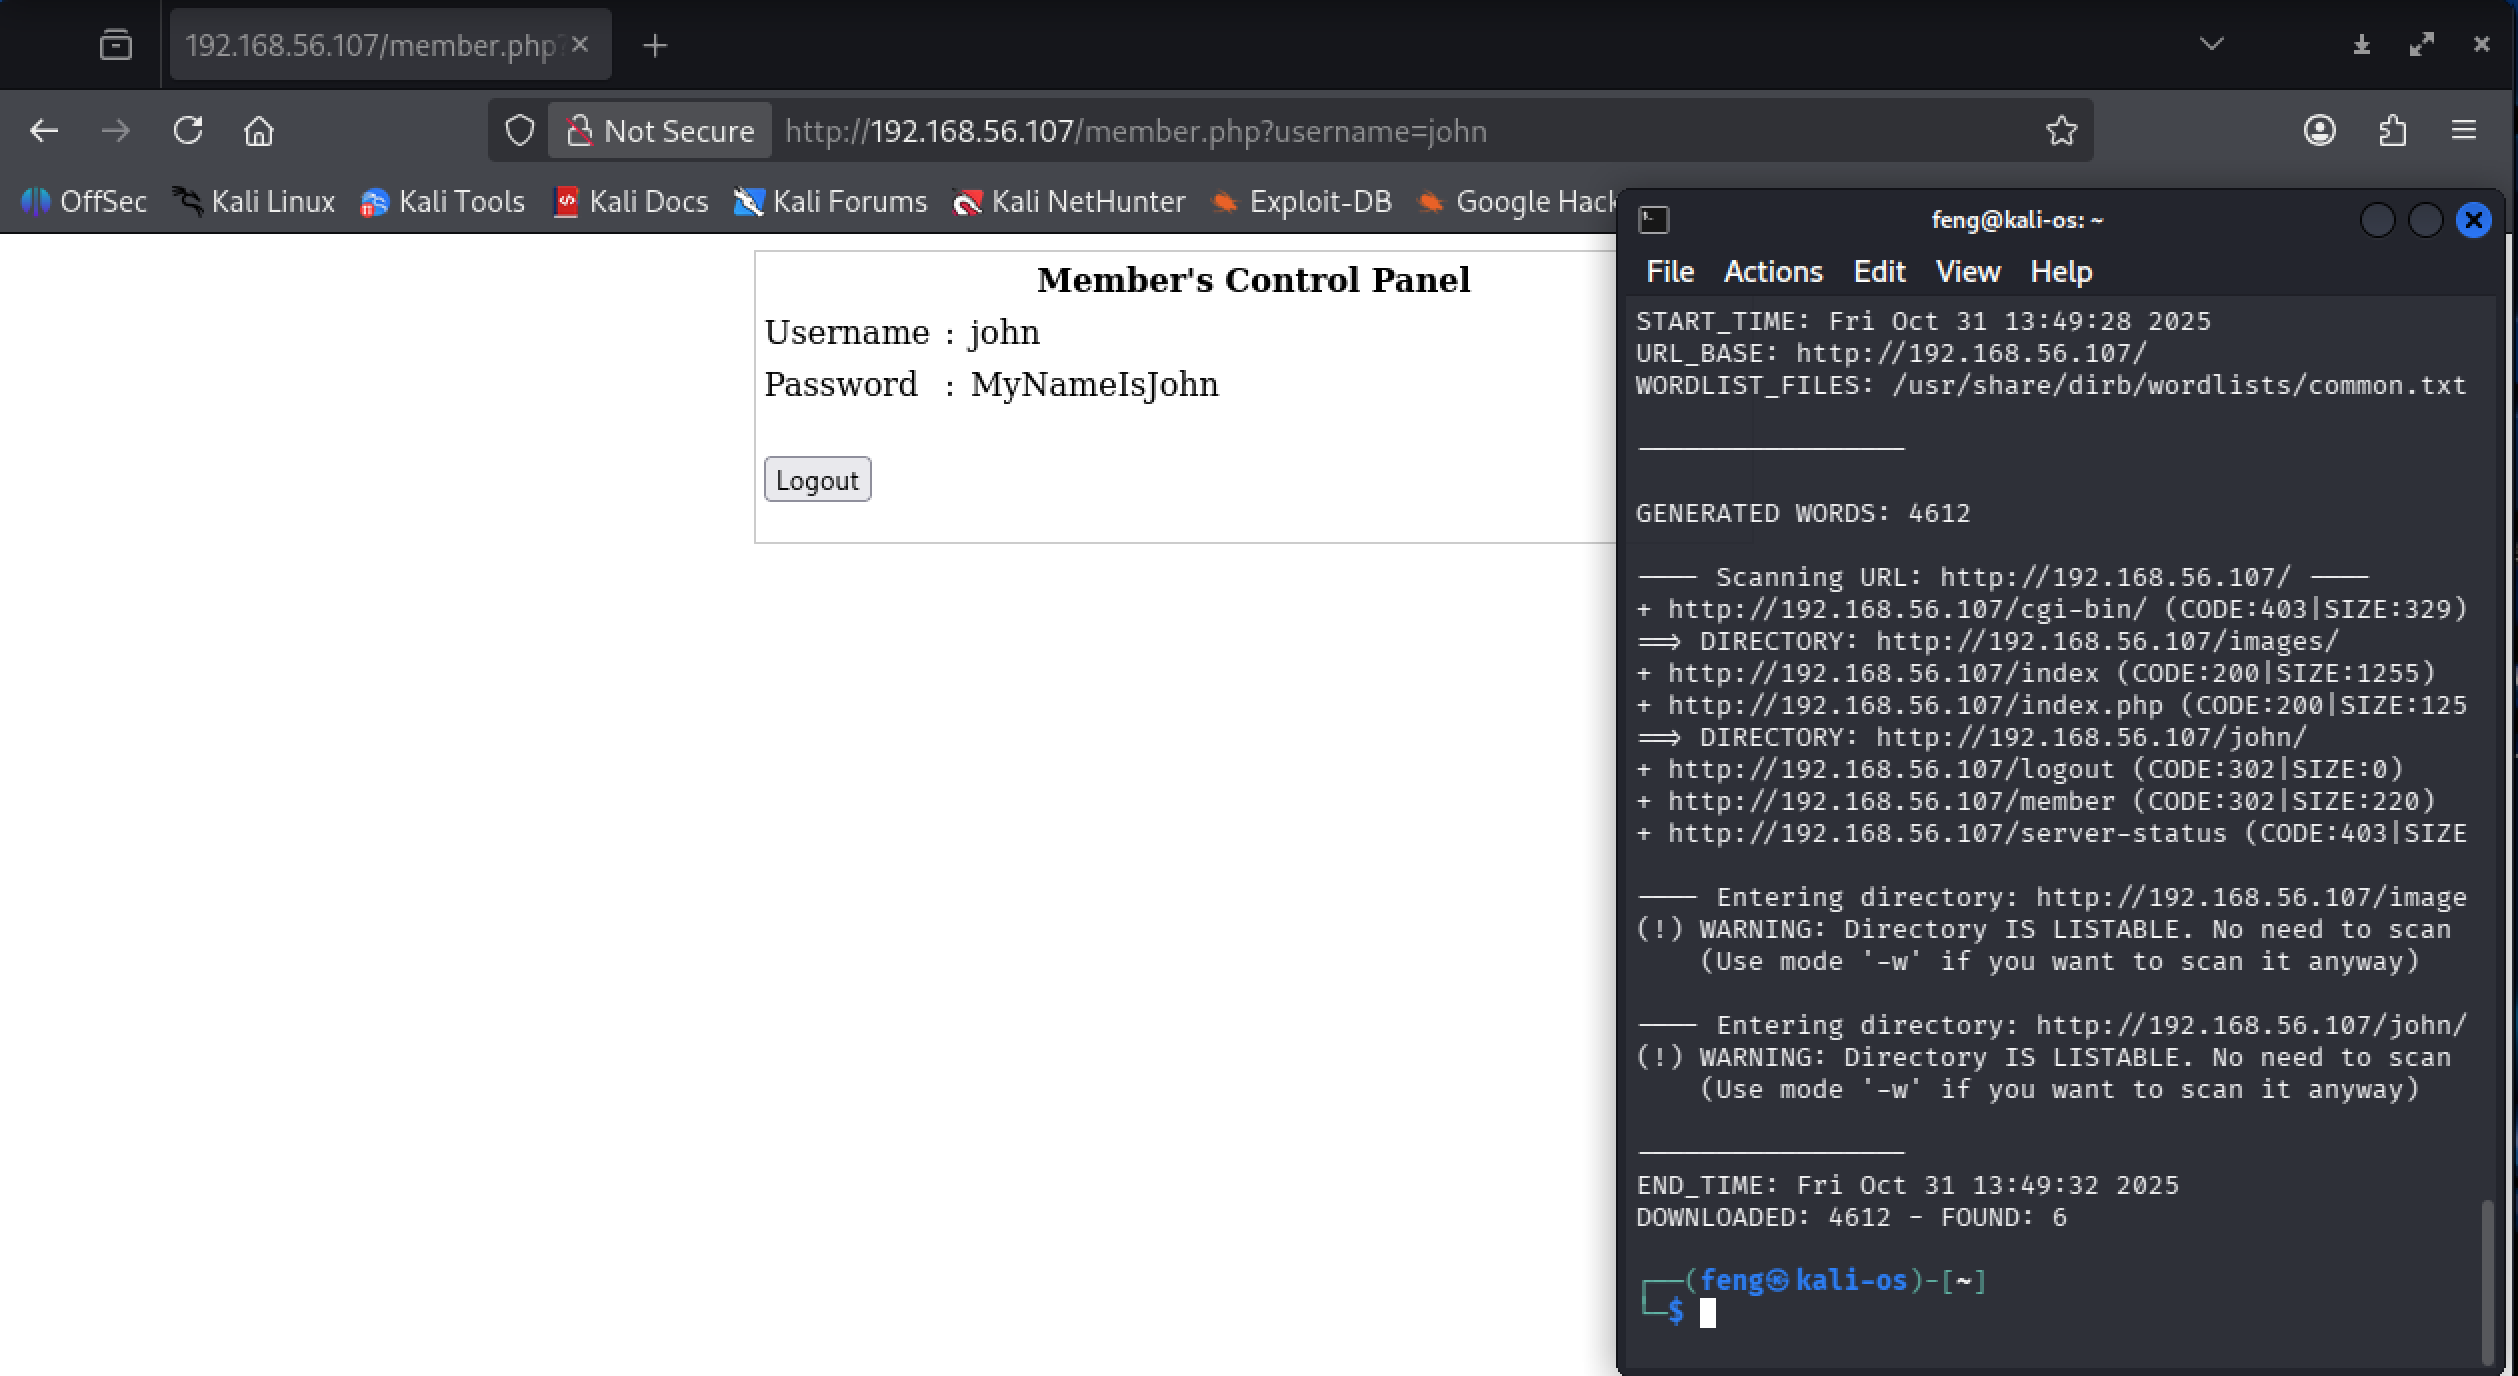 192.168.56.107/member.php?
Not Secure http://192.168.56.107/member.php?username=john
OffSec Kali Linux Kali Tools Kali Docs Kali Forums Kali NetHunter Exploit-DB Google Hack
Member's Control Panel
Username : john
Password : MyNameIsJohn
Logout
feng@kali-os: ~
File Actions Edit View Help
START_TIME: Fri Oct 31 13:49:28 2025
URL_BASE: http://192.168.56.107/
WORDLIST_FILES: /usr/share/dirb/wordlists/common.txt
GENERATED WORDS: 4612
---- Scanning URL: http://192.168.56.107/ ----
+ http://192.168.56.107/cgi-bin/ (CODE:403|SIZE:329)
==> DIRECTORY: http://192.168.56.107/images/
+ http://192.168.56.107/index (CODE:200|SIZE:1255)
+ http://192.168.56.107/index.php (CODE:200|SIZE:125
==> DIRECTORY: http://192.168.56.107/john/
+ http://192.168.56.107/logout (CODE:302|SIZE:0)
+ http://192.168.56.107/member (CODE:302|SIZE:220)
+ http://192.168.56.107/server-status (CODE:403|SIZE
---- Entering directory: http://192.168.56.107/image
(!) WARNING: Directory IS LISTABLE. No need to scan
(Use mode '-w' if you want to scan it anyway)
---- Entering directory: http://192.168.56.107/john/
(!) WARNING: Directory IS LISTABLE. No need to scan
(Use mode '-w' if you want to scan it anyway)
END_TIME: Fri Oct 31 13:49:32 2025
DOWNLOADED: 4612 - FOUND: 6
(feng㉿kali-os)-[~]
$